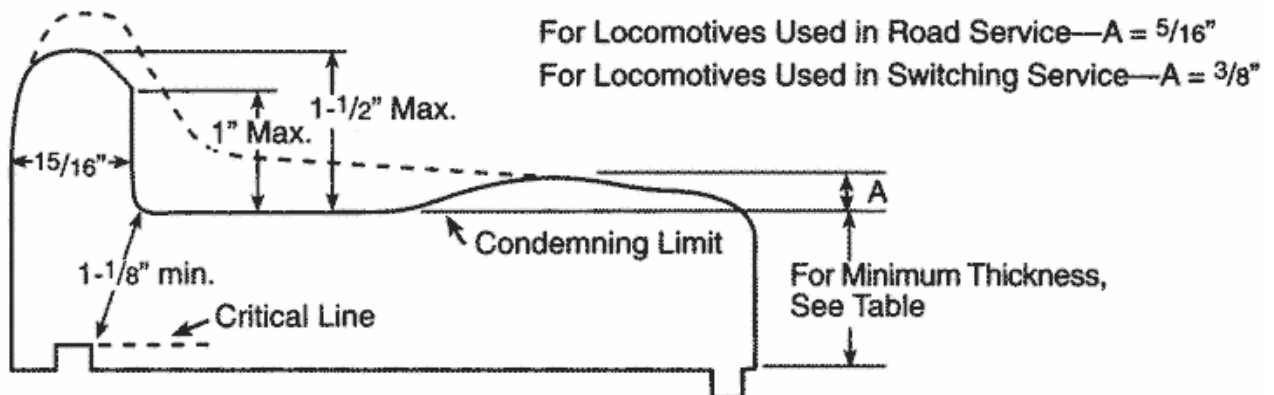 For Locomotives Used in Road Service—A = 5/16"
For Locomotives Used in Switching Service—A = 3/8"
1-1/2" Max.
1" Max.
15/16"
A
Condemning Limit
1-1/8" min.
For Minimum Thickness,
See Table
Critical Line